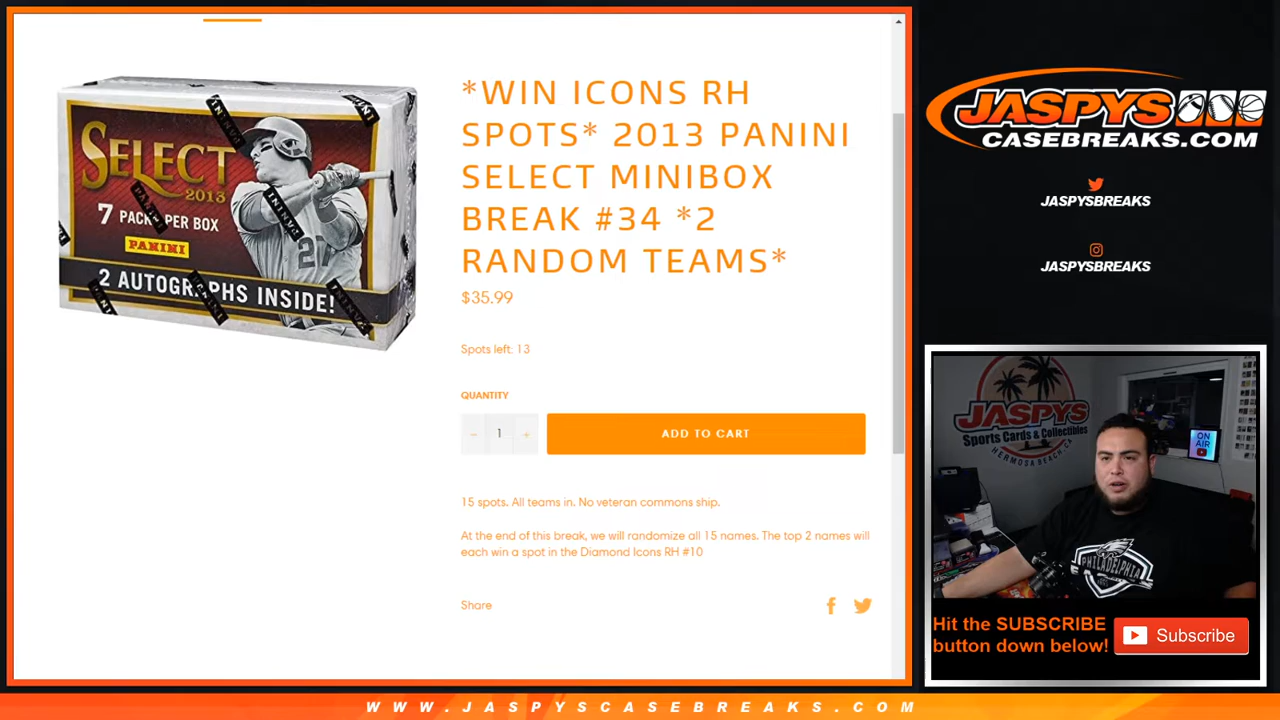 *WIN ICONS RH
SPOTS* 2013 PANINI
SELECT MINIBOX
BREAK #34 *2
RANDOM TEAMS*
$35.99
Spots left: 13
QUANTITY
− 1 +
ADD TO CART
15 spots. All teams in. No veteran commons ship.
At the end of this break, we will randomize all 15 names. The top 2 names will
each win a spot in the Diamond Icons RH #10
Share
SELECT
2013
7 PACKS PER BOX
PANINI
2 AUTOGRAPHS INSIDE!
PANINI
PANINI
PANINI
JASPYS
CASEBREAKS.COM
JASPYSBREAKS
JASPYSBREAKS
JASPYS
Sports Cards & Collectibles
HERMOSA BEACH, CA
ON
AIR
PHILADELPHIA
Hit the SUBSCRIBE
button down below!
Subscribe
WWW.JASPYSCASEBREAKS.COM